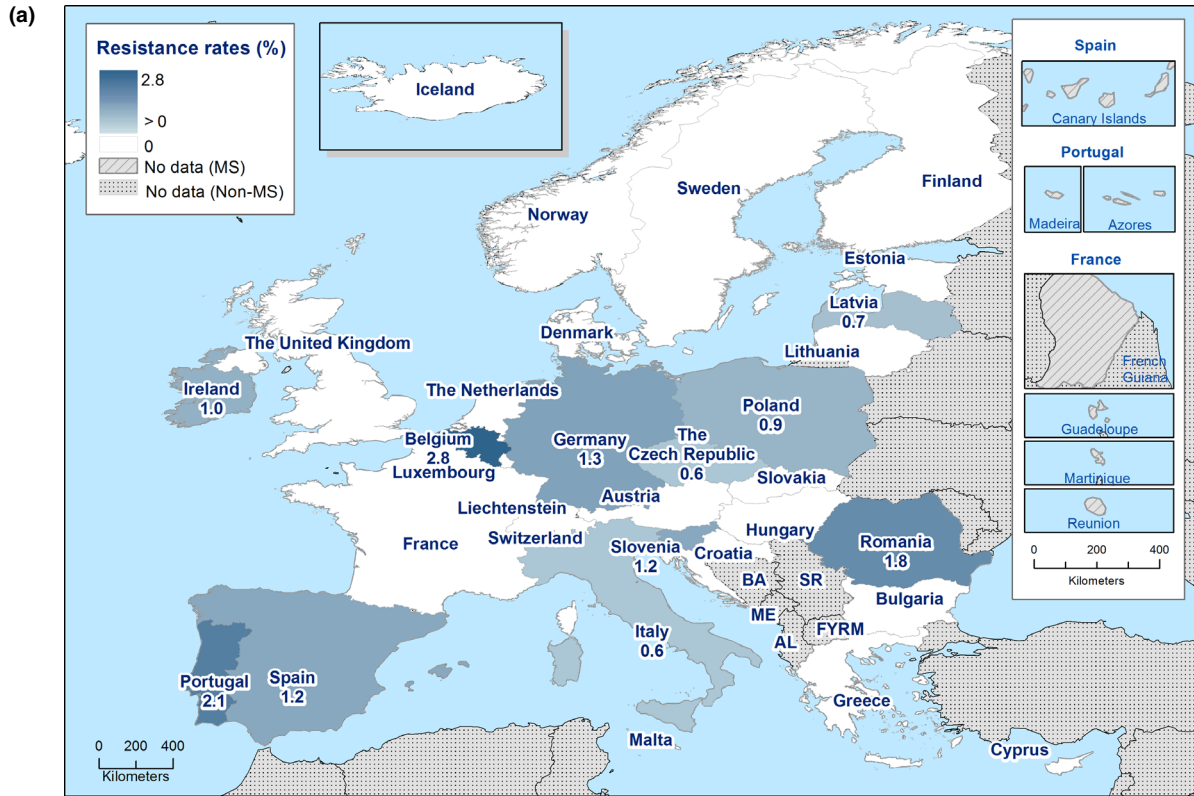 (a)
Resistance rates (%)
2.8
> 0
0
No data (MS)
No data (Non-MS)
Iceland
Norway
Sweden
Finland
Estonia
Latvia
0.7
Lithuania
Denmark
The United Kingdom
Ireland
1.0
The Netherlands
Belgium
2.8
Luxembourg
Germany
1.3
Poland
0.9
The
Czech Republic
0.6
Slovakia
Austria
Liechtenstein
Switzerland
France
Hungary
Romania
1.8
Slovenia
1.2
Croatia
BA
SR
Bulgaria
ME
FYRM
AL
Italy
0.6
Portugal
2.1
Spain
1.2
Greece
Malta
Cyprus
0 200 400
Kilometers
Spain
Canary Islands
Portugal
Madeira
Azores
France
French
Guiana
Guadeloupe
Martinique
Reunion
0 200 400
Kilometers